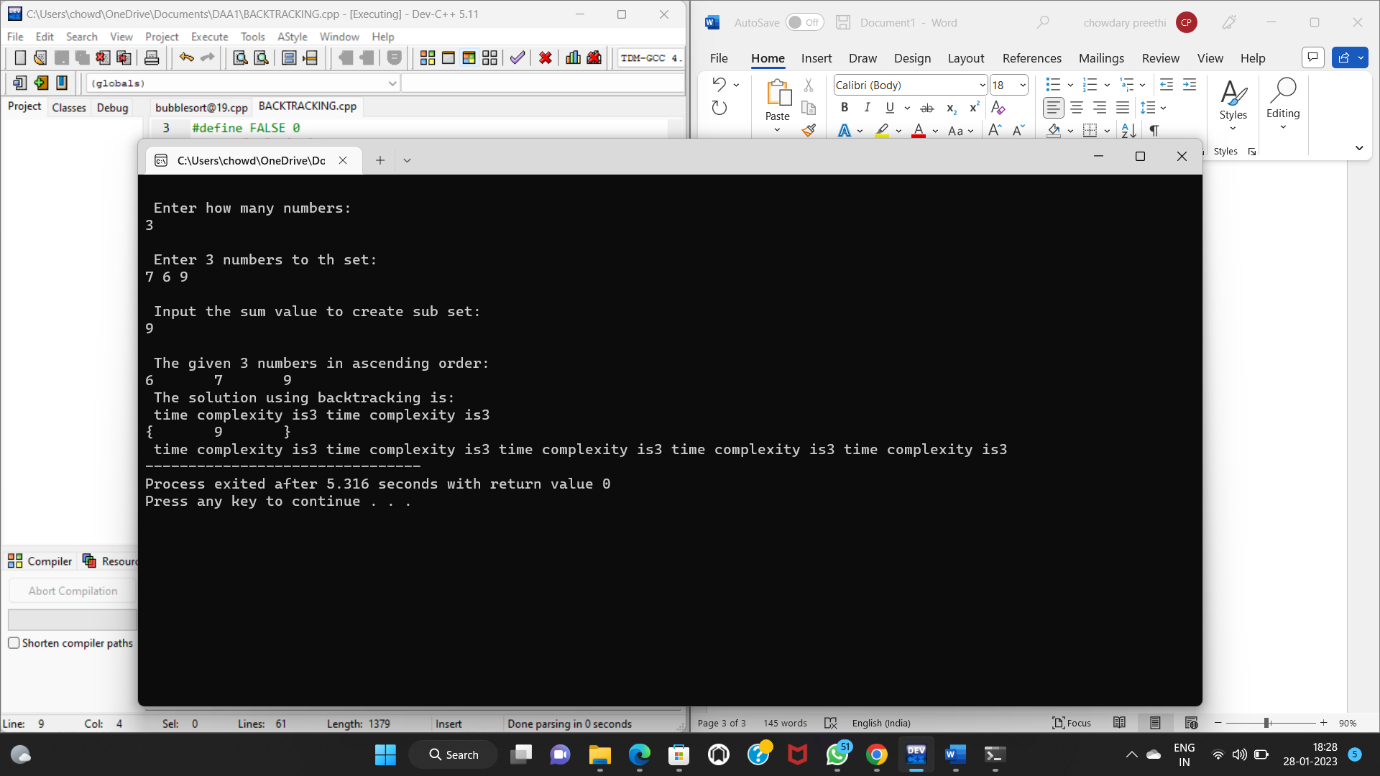 C:\Users\chowd\OneDrive\Documents\DAA1\BACKTRACKING.cpp - [Executing] - Dev-C++ 5.11
File Edit Search View Project Execute Tools AStyle Window Help
TDM-GCC 4.
(globals)
Project Classes Debug
bubblesort@19.cpp BACKTRACKING.cpp
3 #define FALSE 0
AutoSave Off Document1 - Word chowdary preethi CP
File Home Insert Draw Design Layout References Mailings Review View Help
Paste
Calibri (Body) 18
Styles
Editing
Styles
C:\Users\chowd\OneDrive\Do
Enter how many numbers:
3
Enter 3 numbers to th set:
7 6 9
Input the sum value to create sub set:
9
The given 3 numbers in ascending order:
6 7 9
The solution using backtracking is:
time complexity is3 time complexity is3
{ 9 }
time complexity is3 time complexity is3 time complexity is3 time complexity is3 time complexity is3
--------------------------------
Process exited after 5.316 seconds with return value 0
Press any key to continue . . .
Compiler Resour
Abort Compilation
Shorten compiler paths
Line: 9 Col: 4 Sel: 0 Lines: 61 Length: 1379 Insert Done parsing in 0 seconds
Page 3 of 3 145 words English (India) Focus 90%
Search
51
DEV
ENG
IN
18:28
28-01-2023
5